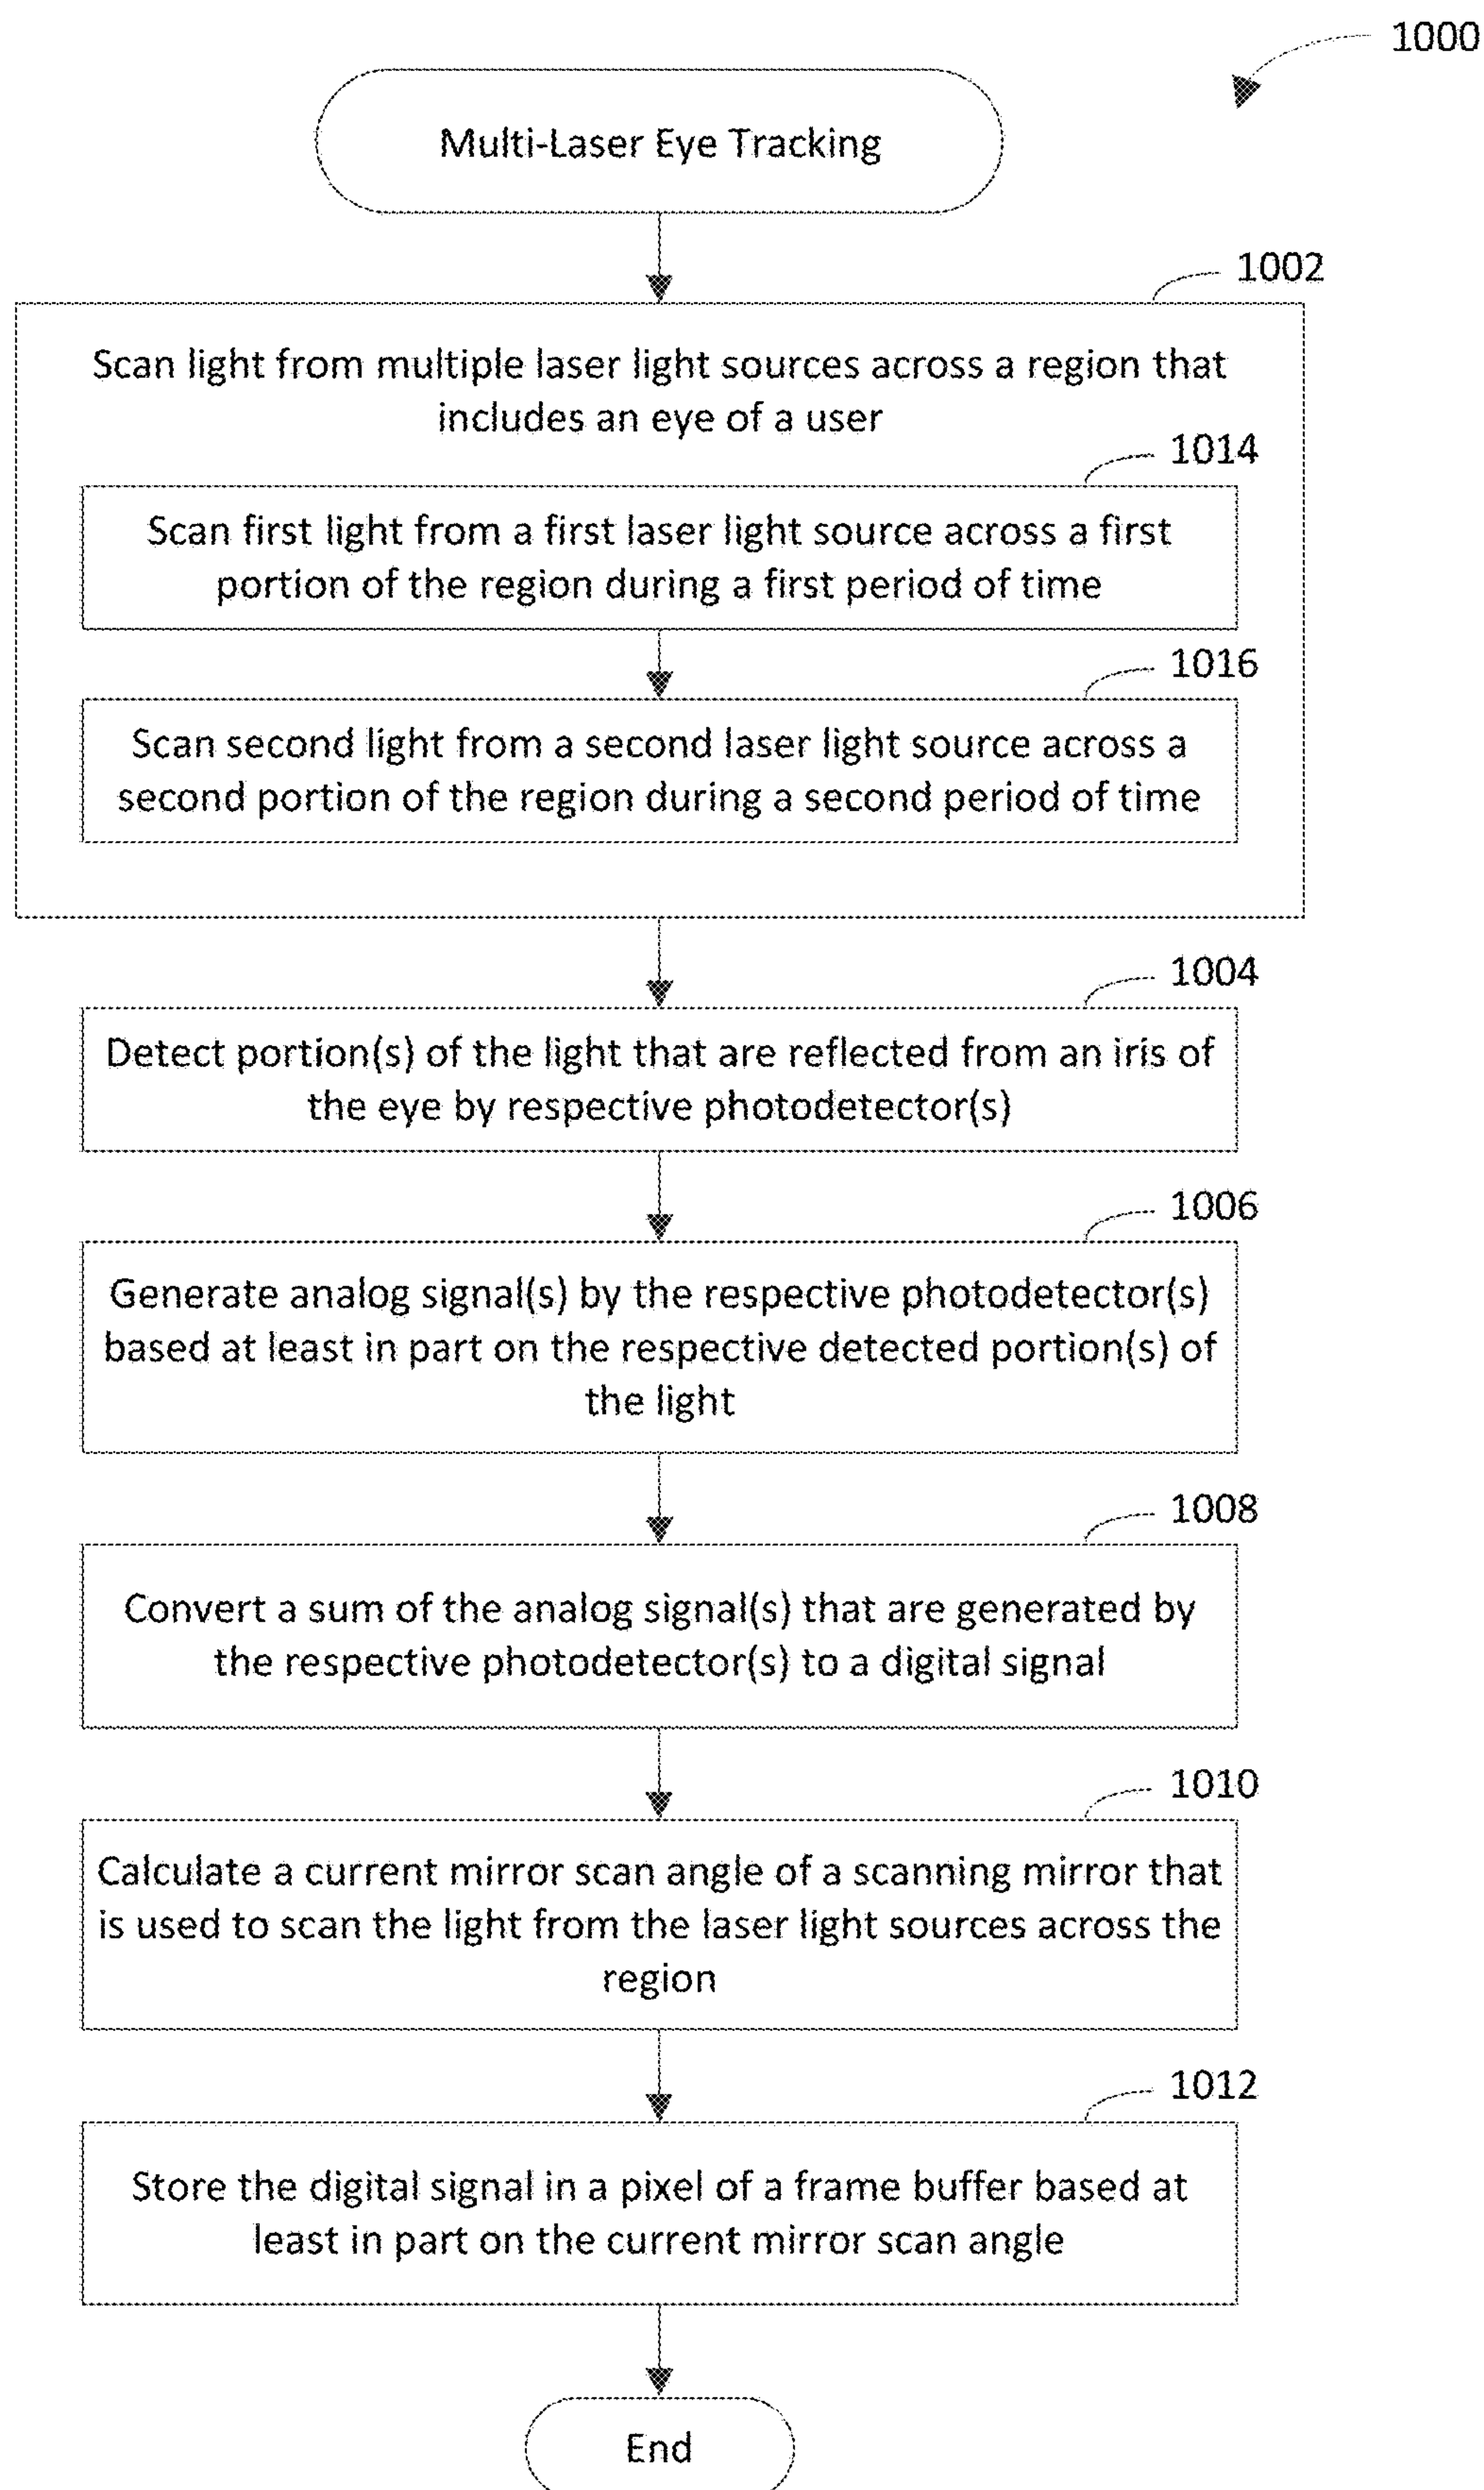 1000
Multi-Laser Eye Tracking
1002
Scan light from multiple laser light sources across a region that
includes an eye of a user
1014
Scan first light from a first laser light source across a first
portion of the region during a first period of time
1016
Scan second light from a second laser light source across a
second portion of the region during a second period of time
1004
Detect portion(s) of the light that are reflected from an iris of
the eye by respective photodetector(s)
1006
Generate analog signal(s) by the respective photodetector(s)
based at least in part on the respective detected portion(s) of
the light
1008
Convert a sum of the analog signal(s) that are generated by
the respective photodetector(s) to a digital signal
1010
Calculate a current mirror scan angle of a scanning mirror that
is used to scan the light from the laser light sources across the
region
1012
Store the digital signal in a pixel of a frame buffer based at
least in part on the current mirror scan angle
End